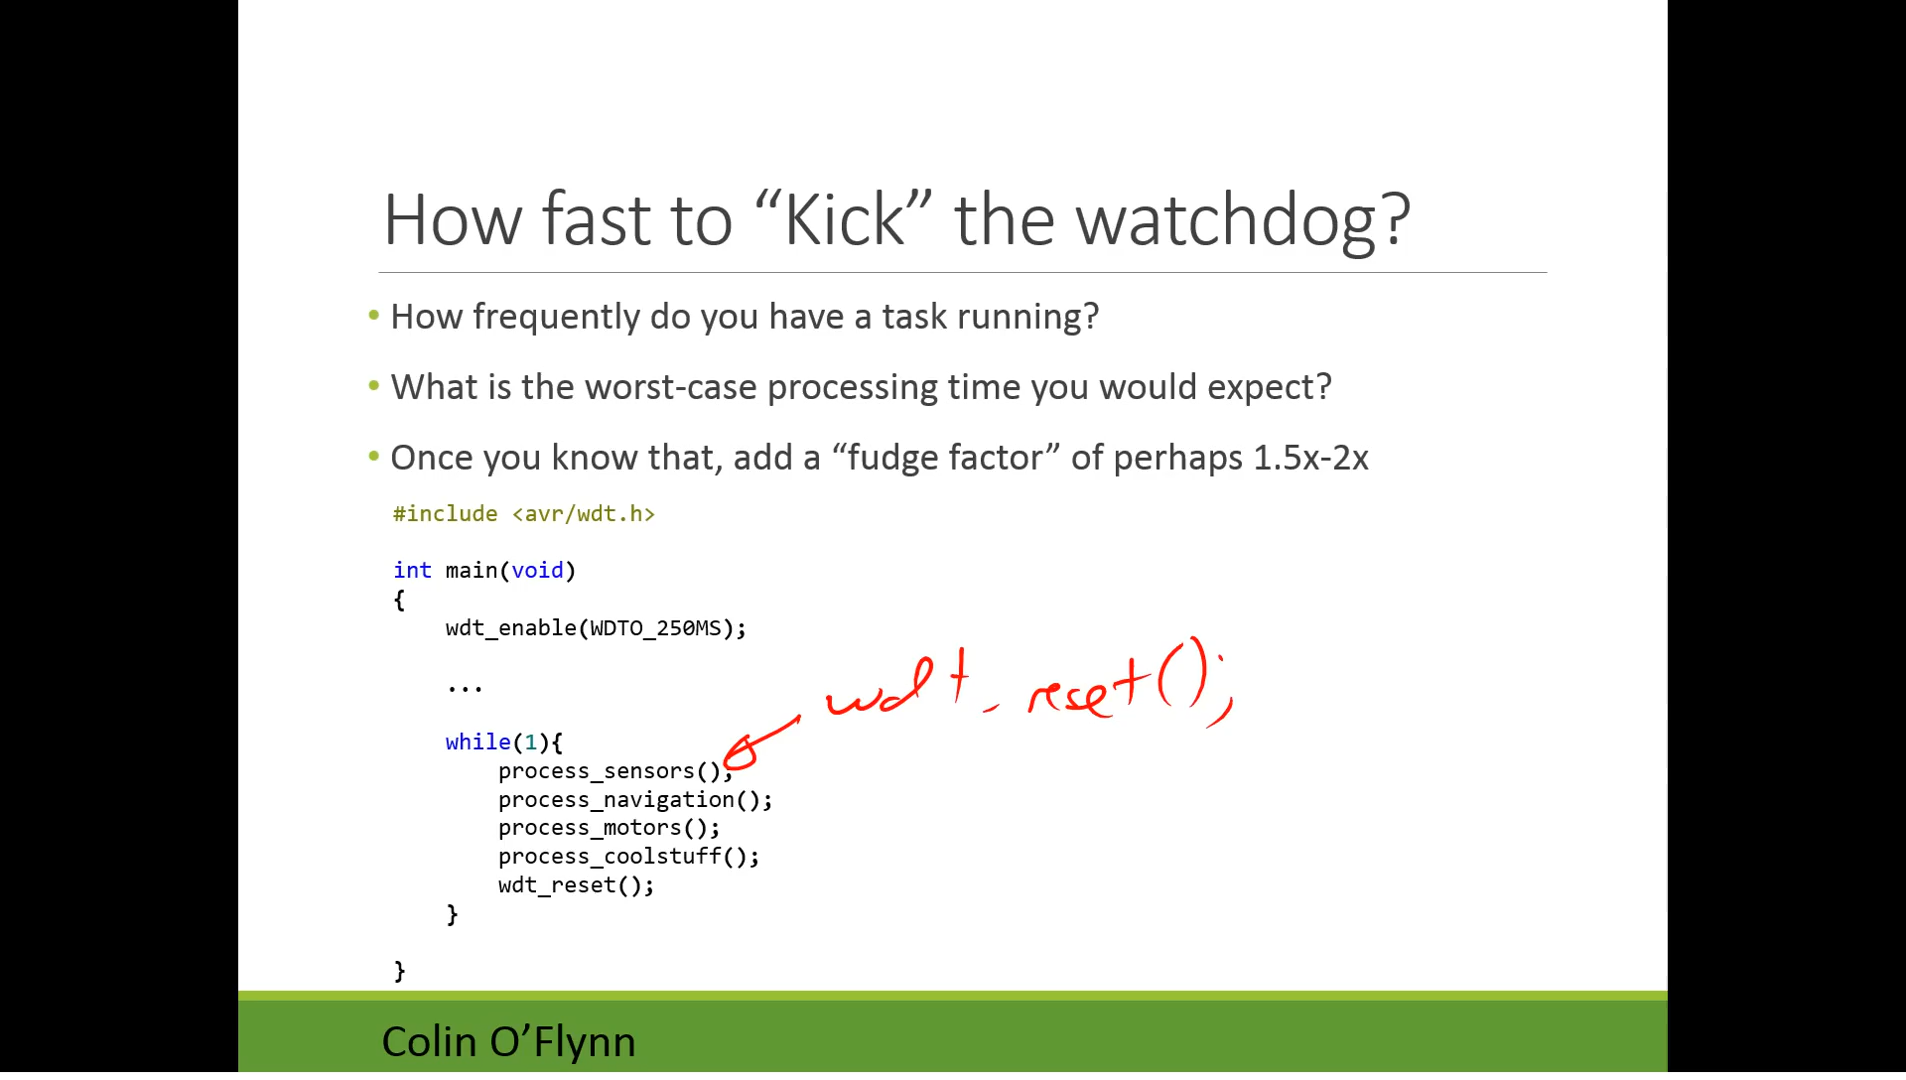 How fast to “Kick” the watchdog?
• How frequently do you have a task running?
• What is the worst-case processing time you would expect?
• Once you know that, add a “fudge factor” of perhaps 1.5x-2x
#include <avr/wdt.h>
int main(void)
{
wdt_enable(WDTO_250MS);
...
wdt_reset();
while(1){
process_sensors();
process_navigation();
process_motors();
process_coolstuff();
wdt_reset();
}
}
Colin O’Flynn